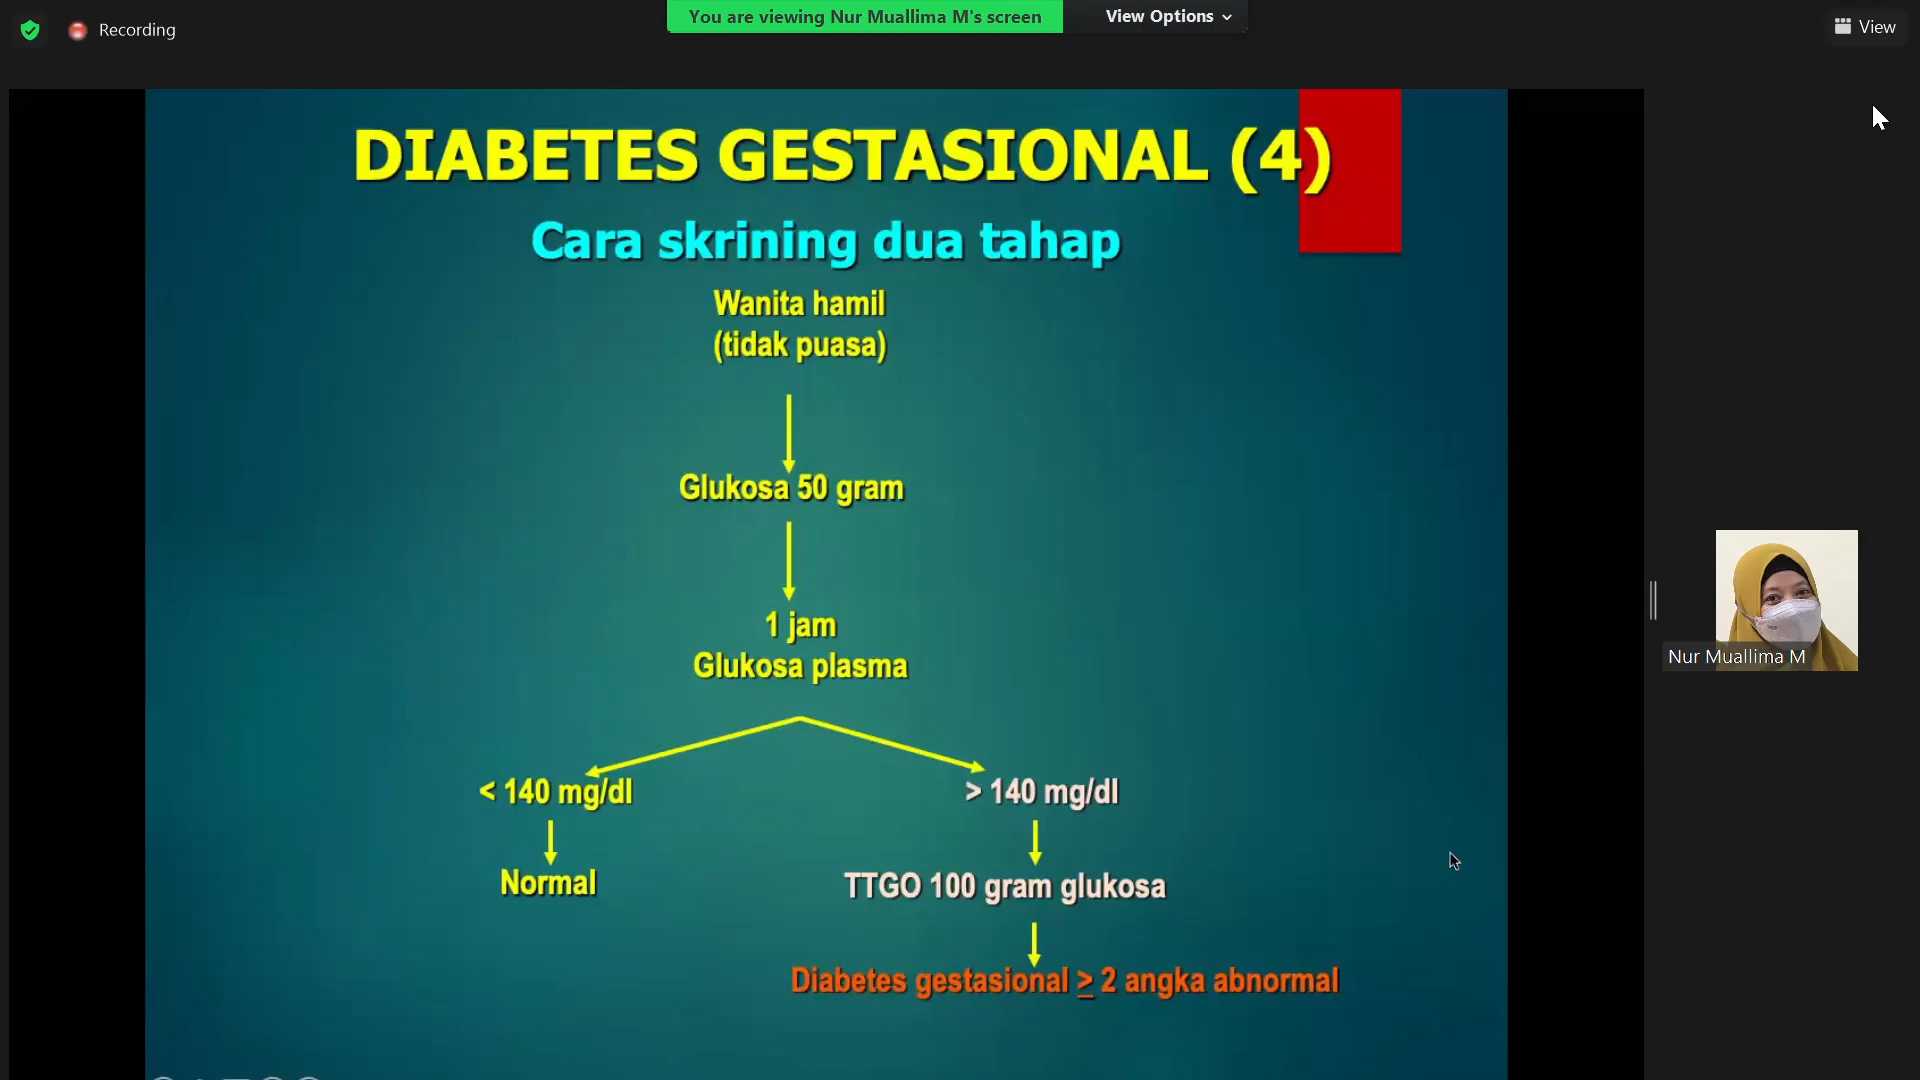 Recording
You are viewing Nur Muallima M's screen
View Options
View
DIABETES GESTASIONAL (4)
Cara skrining dua tahap
Wanita hamil
(tidak puasa)
Glukosa 50 gram
1 jam
Glukosa plasma
< 140 mg/dl
> 140 mg/dl
Normal
TTGO 100 gram glukosa
Diabetes gestasional ≥ 2 angka abnormal
Nur Muallima M